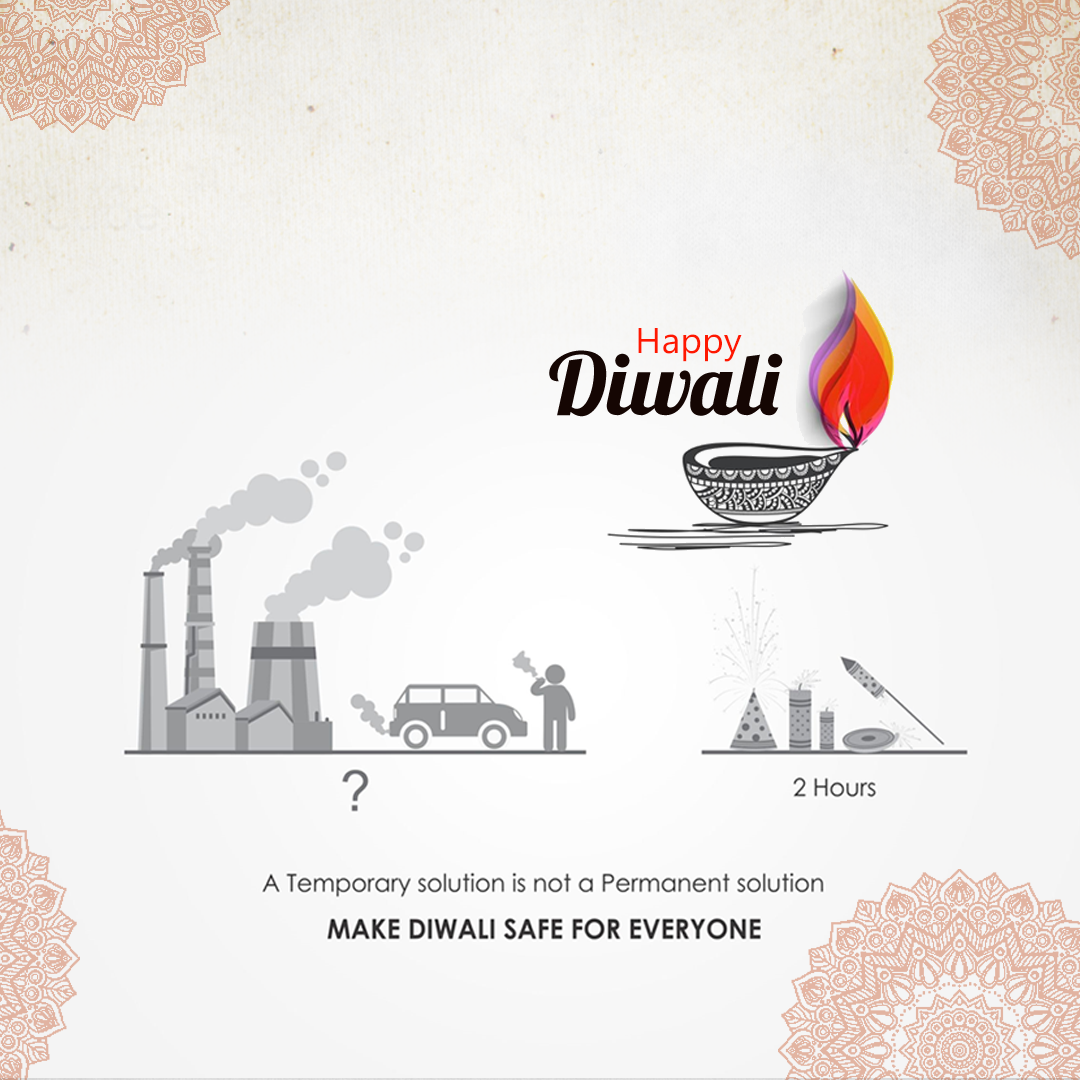 Happy
Diwali
?
2 Hours
A Temporary solution is not a Permanent solution
MAKE DIWALI SAFE FOR EVERYONE